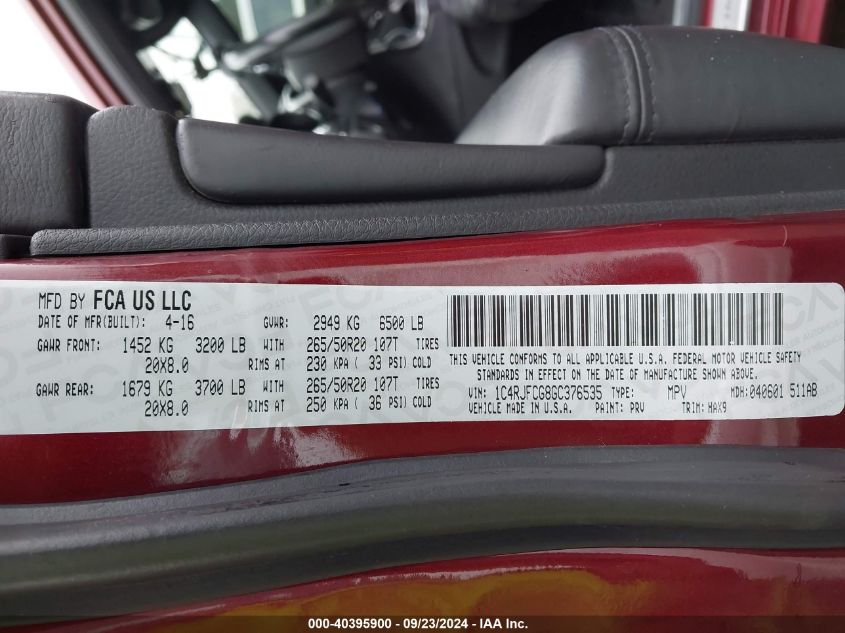 MFD BY FCA US LLC
DATE OF MFR(BUILT): 4-16 GVWR: 2949 KG 6500 LB
GAWR FRONT: 1452 KG 3200 LB WITH 265/50R20 107T TIRES
20X8.0 RIMS AT 230 KPA ( 33 PSI) COLD
GAWR REAR: 1679 KG 3700 LB WITH 265/50R20 107T TIRES
20X8.0 RIMS AT 250 KPA ( 36 PSI) COLD
THIS VEHICLE CONFORMS TO ALL APPLICABLE U.S.A. FEDERAL MOTOR VEHICLE SAFETY
STANDARDS IN EFFECT ON THE DATE OF MANUFACTURE SHOWN ABOVE.
VIN: 1C4RJFCG8GC376535 TYPE: MPV MDH: 040601 511AB
VEHICLE MADE IN U.S.A. PAINT: PRV TRIM: HAX9
000-40395900 - 09/23/2024 - IAA Inc.